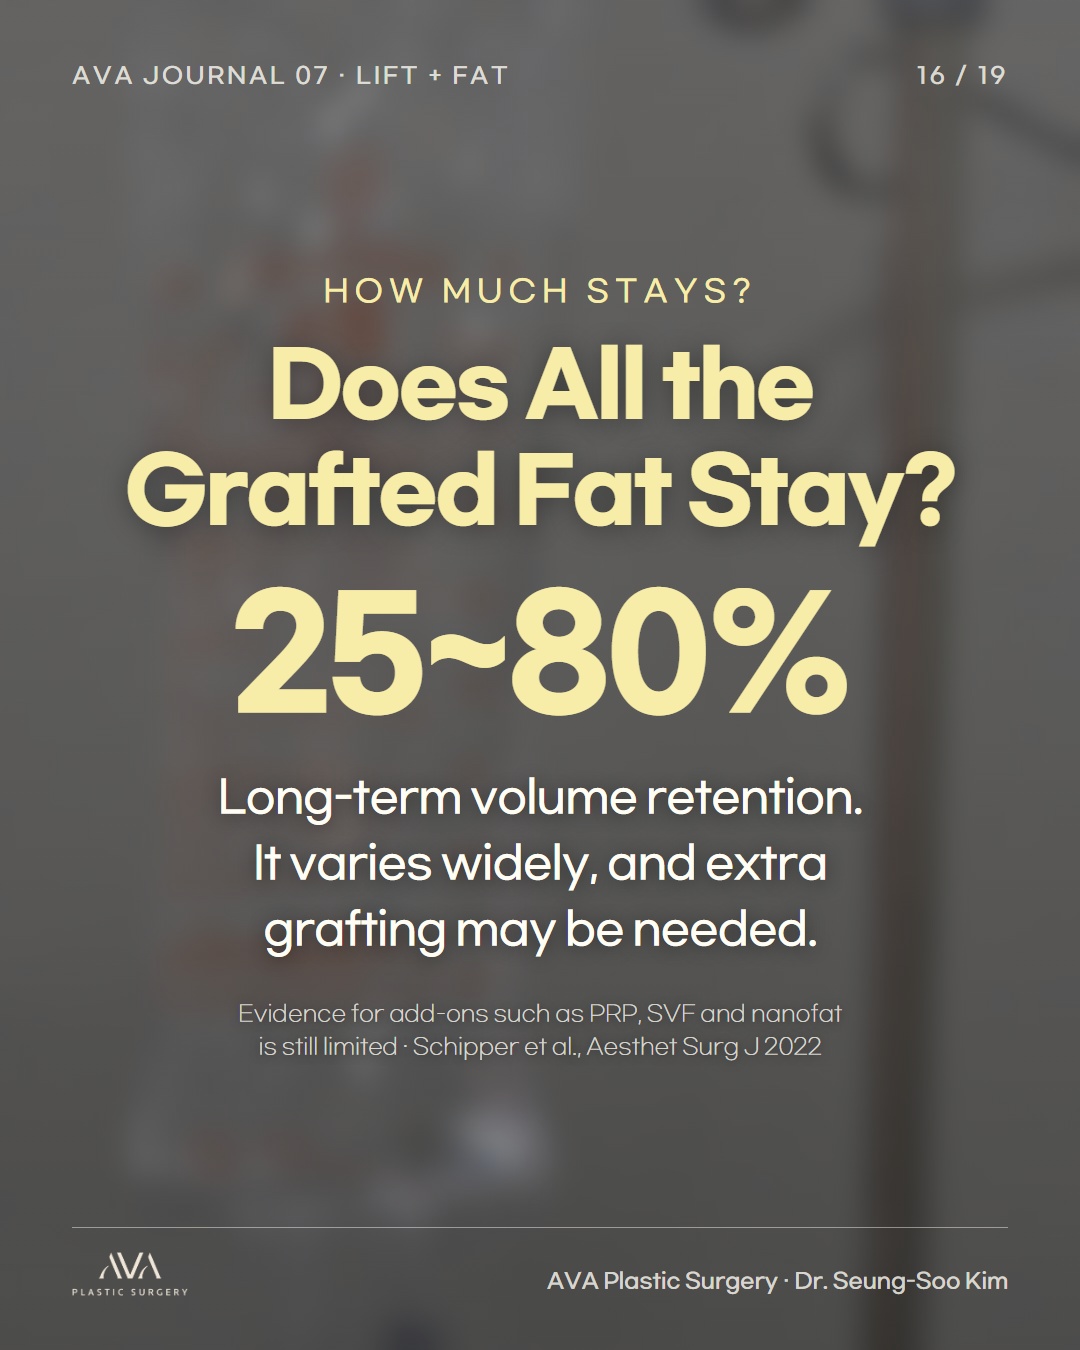 AVA JOURNAL 07 · LIFT + FAT
16 / 19
HOW MUCH STAYS?
Does All the
Grafted Fat Stay?
25~80%
Long-term volume retention.
It varies widely, and extra
grafting may be needed.
Evidence for add-ons such as PRP, SVF and nanofat
is still limited · Schipper et al., Aesthet Surg J 2022
AVA
PLASTIC SURGERY
AVA Plastic Surgery · Dr. Seung-Soo Kim